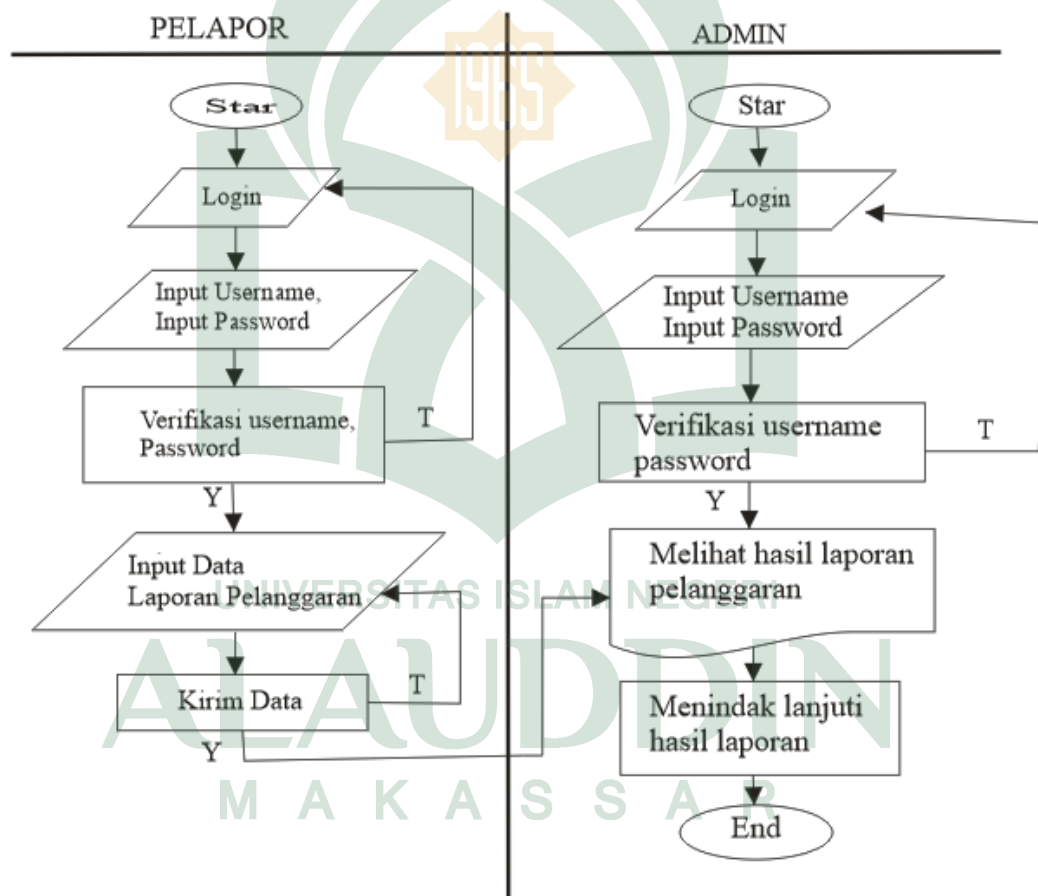 PELAPOR
Star
Login
Input Username,
Input Password
Verifikasi username,
Password
T
Y
Input Data
Laporan Pelanggaran
Kirim Data
T
Y
ADMIN
Star
Login
Input Username
Input Password
Verifikasi username
password
T
Y
Melihat hasil laporan
pelanggaran
Menindak lanjuti
hasil laporan
End
1965
UNIVERSITAS ISLAM NEGERI
ALAUDDIN
MAKASSAR